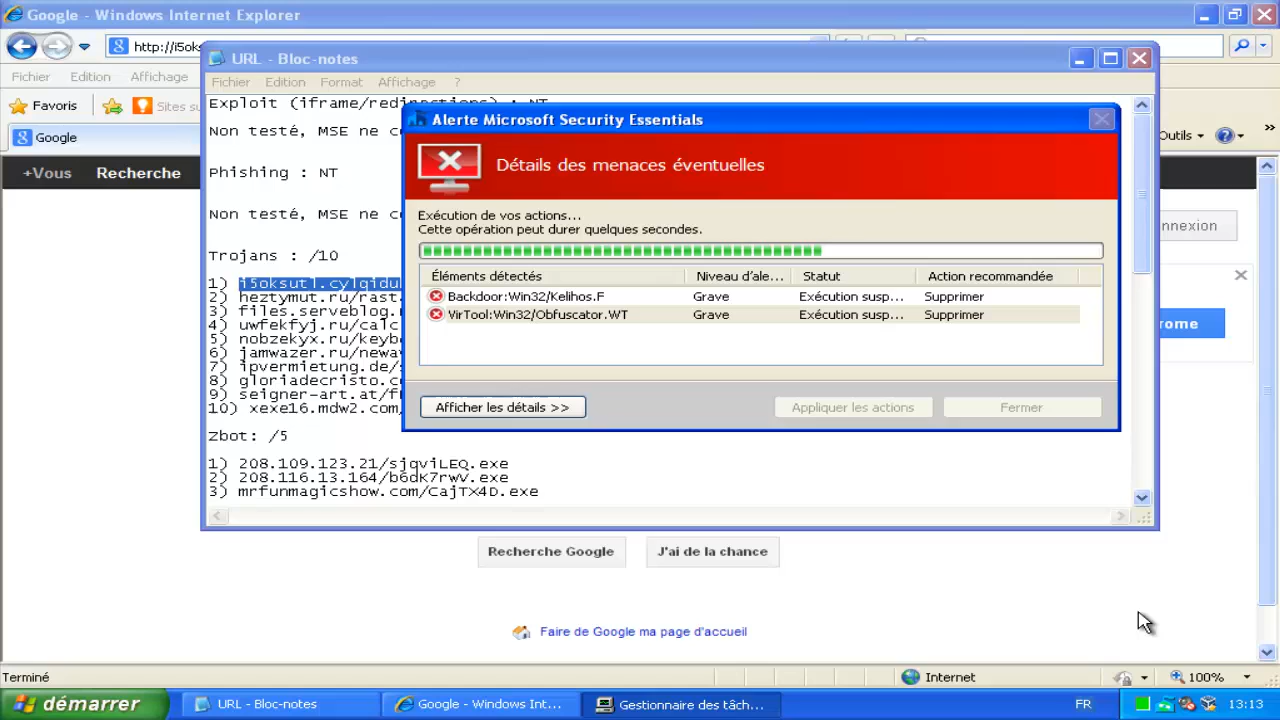 Google - Windows Internet Explorer
http://i5oks
Fichier Edition Affichage
Favoris Sites su
Google
Outils
+Vous Recherche
nnexion
rome
URL - Bloc-notes
Fichier Edition Format Affichage ?
Exploit (iframe/redirections) : NT
Non testé, MSE ne co
Phishing : NT
Non testé, MSE ne co
Trojans : /10
1) i5oksutl.cylqidu
2) heztymut.ru/rast.
3) files.serveblog.
4) uwfekfyj.ru/calc
5) nobzekyx.ru/keyb
6) jamwazer.ru/newav
7) ipvermietung.de/
8) gloriadecristo.co
9) seigner-art.at/f
10) xexe16.mdw2.com/
Zbot: /5
1) 208.109.123.21/sjqviLEQ.exe
2) 208.116.13.164/b6dK7rwV.exe
3) mrfunmagicshow.com/CajTX4D.exe
Alerte Microsoft Security Essentials
Détails des menaces éventuelles
Exécution de vos actions...
Cette opération peut durer quelques secondes.
Éléments détectés Niveau d'ale... Statut Action recommandée
Backdoor:Win32/Kelihos.F Grave Exécution susp... Supprimer
VirTool:Win32/Obfuscator.WT Grave Exécution susp... Supprimer
Afficher les détails >> Appliquer les actions Fermer
Recherche Google J'ai de la chance
Faire de Google ma page d'accueil
Terminé Internet 100%
démarrer URL - Bloc-notes Google - Windows Int... Gestionnaire des tâch... FR 13:13